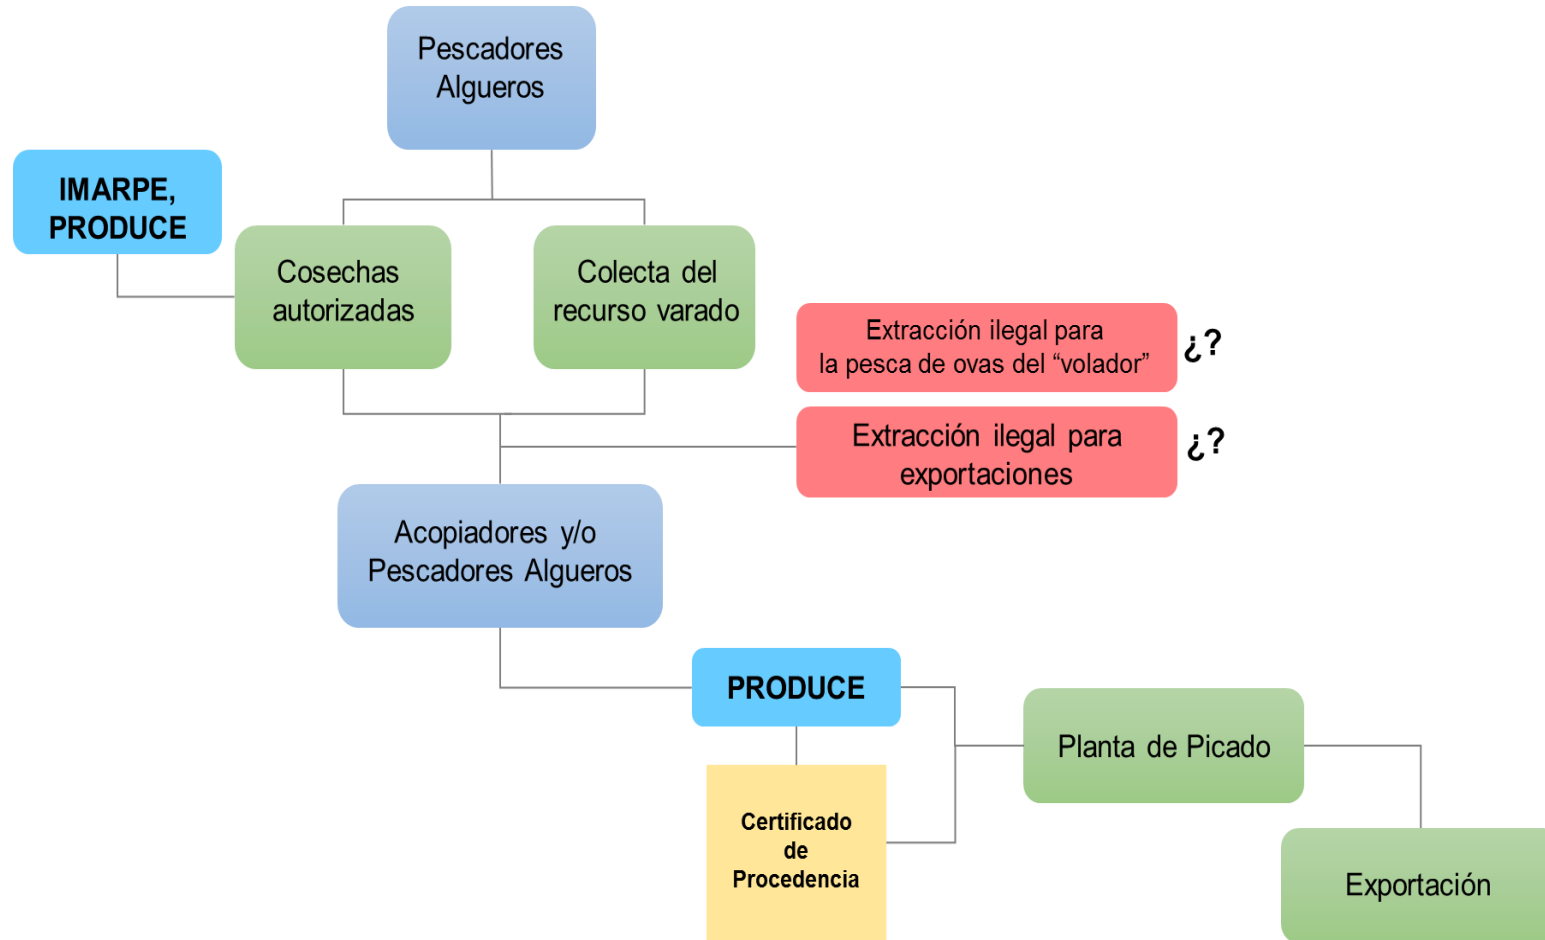 Pescadores
Algueros
IMARPE,
PRODUCE
Cosechas
autorizadas
Colecta del
recurso varado
Extracción ilegal para
la pesca de ovas del “volador”
¿?
Extracción ilegal para
exportaciones
¿?
Acopiadores y/o
Pescadores Algueros
PRODUCE
Certificado
de
Procedencia
Planta de Picado
Exportación